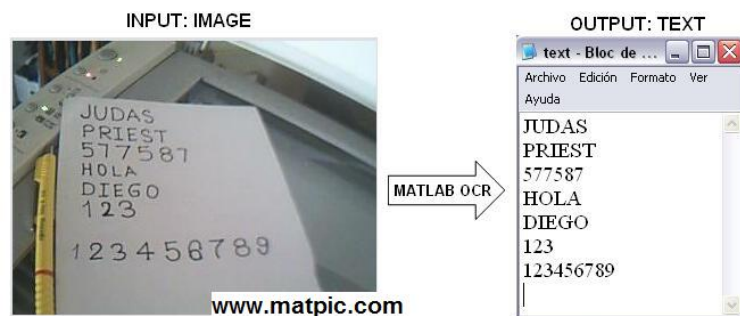 INPUT: IMAGE
JUDAS
PRIEST
577587
HOLA
DIEGO
123
123456789
www.matpic.com
MATLAB OCR
OUTPUT: TEXT
text - Bloc de ...
Archivo Edición Formato Ver
Ayuda
JUDAS
PRIEST
577587
HOLA
DIEGO
123
123456789